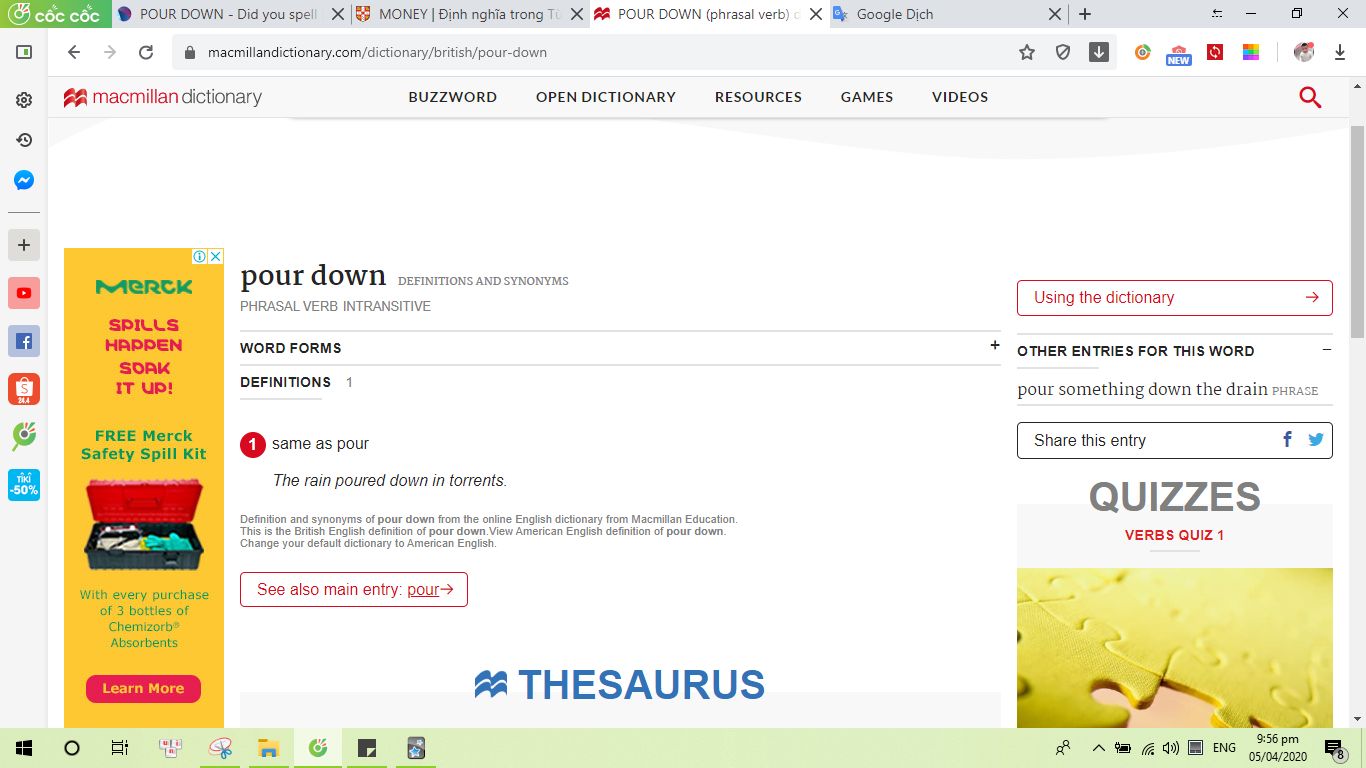 cốc cốc
POUR DOWN - Did you spell
MONEY | Định nghĩa trong Từ
POUR DOWN (phrasal verb) d
Google Dịch
macmillandictionary.com/dictionary/british/pour-down
NEW
macmillan dictionary
BUZZWORD
OPEN DICTIONARY
RESOURCES
GAMES
VIDEOS
24.4
TIKI
-50%
MERCK
SPILLS
HAPPEN
SOAK
IT UP!
FREE Merck
Safety Spill Kit
With every purchase
of 3 bottles of
Chemizorb®
Absorbents
Learn More
pour down DEFINITIONS AND SYNONYMS
PHRASAL VERB INTRANSITIVE
WORD FORMS +
DEFINITIONS 1
1 same as pour
The rain poured down in torrents.
Definition and synonyms of pour down from the online English dictionary from Macmillan Education.
This is the British English definition of pour down.View American English definition of pour down.
Change your default dictionary to American English.
See also main entry: pour→
THESAURUS
Using the dictionary →
OTHER ENTRIES FOR THIS WORD −
pour something down the drain PHRASE
Share this entry
QUIZZES
VERBS QUIZ 1
ENG
9:56 pm
05/04/2020
8